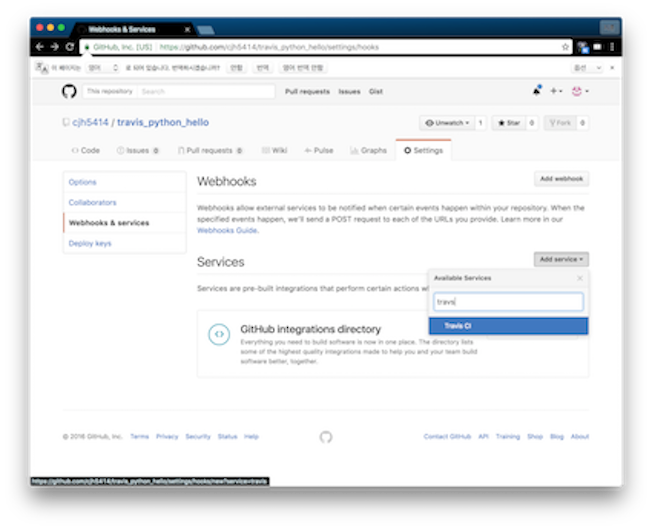 Webhooks & Services
GitHub, Inc. [US] https://github.com/cjh5414/travis_python_hello/settings/hooks
이 페이지는 영어 로 되어 있습니다. 번역하시겠습니까? 안함 번역 영어 번역 안함 옵션
This repository Search Pull requests Issues Gist
cjh5414 / travis_python_hello Unwatch 1 Star 0 Fork 0
Code Issues 0 Pull requests 0 Wiki Pulse Graphs Settings
Options
Collaborators
Webhooks & services
Deploy keys
Webhooks Add webhook
Webhooks allow external services to be notified when certain events happen within your repository. When the
specified events happen, we'll send a POST request to each of the URLs you provide. Learn more in our
Webhooks Guide.
Services Add service
Services are pre-built integrations that perform certain actions wh
Available Services
travs
Travis CI
GitHub integrations directory
Everything you need to build software is now in one place. The directory lists
some of the highest quality integrations made to help you and your team build
software better, together.
© 2016 GitHub, Inc. Terms Privacy Security Status Help Contact GitHub API Training Shop Blog About
https://github.com/cjh5414/travis_python_hello/settings/hooks/new?service=travis